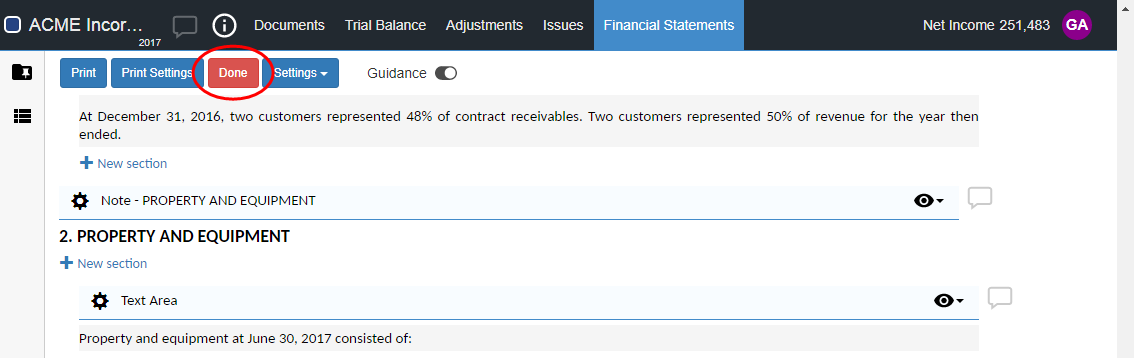 ACME Incor... Documents Trial Balance Adjustments Issues Financial Statements Net Income 251,483 GA
2017
Print Print Settings Done Settings Guidance
At December 31, 2016, two customers represented 48% of contract receivables. Two customers represented 50% of revenue for the year then
ended.
New section
Note - PROPERTY AND EQUIPMENT
2. PROPERTY AND EQUIPMENT
New section
Text Area
Property and equipment at June 30, 2017 consisted of: